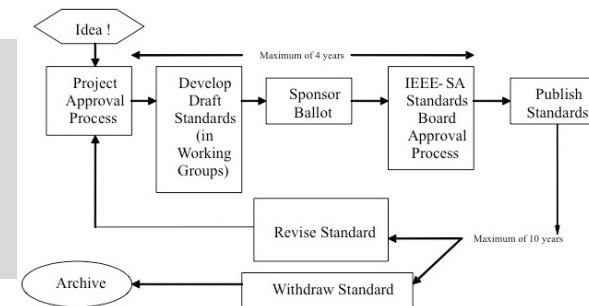 Idea !
Maximum of 4 years
Project
Approval
Process
Develop
Draft
Standards
(in
Working
Groups)
Sponsor
Ballot
IEEE- SA
Standards
Board
Approval
Process
Publish
Standards
Revise Standard
Maximum of 10 years
Archive
Withdraw Standard